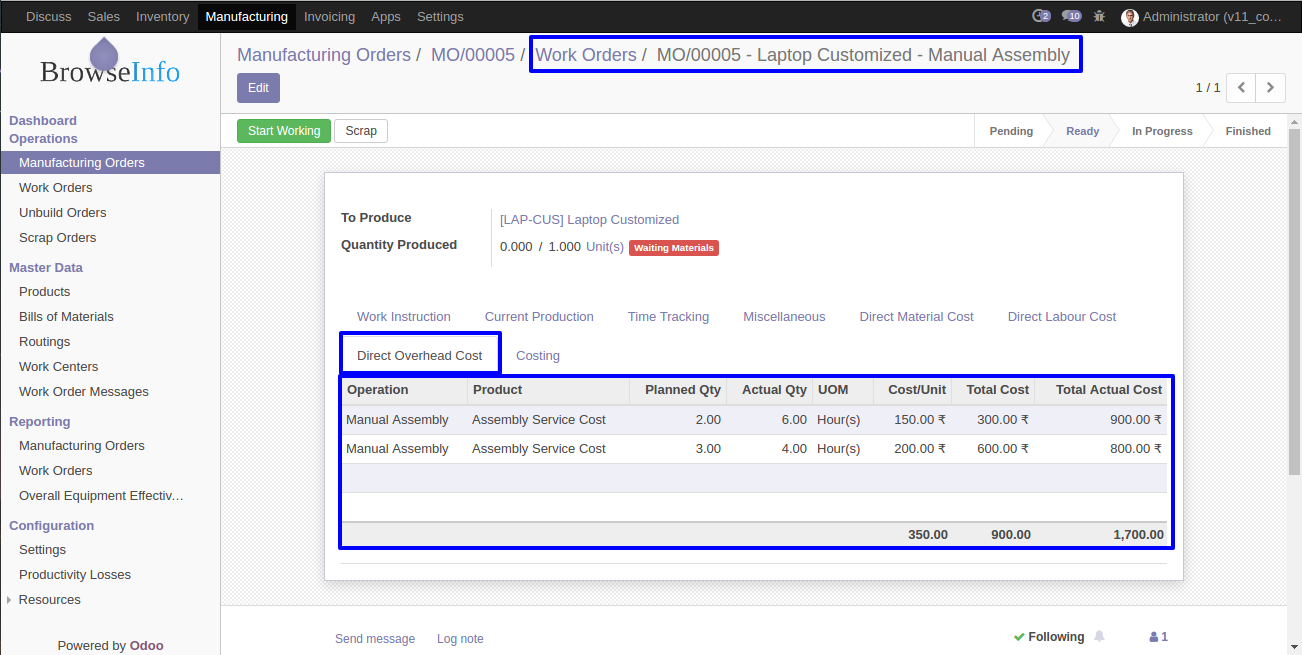 Discuss Sales Inventory Manufacturing Invoicing Apps Settings 2 10 Administrator (v11_co…
BrowseInfo
Manufacturing Orders / MO/00005 / Work Orders / MO/00005 - Laptop Customized - Manual Assembly
Edit
1 / 1
Start Working Scrap Pending Ready In Progress Finished
Dashboard
Operations
Manufacturing Orders
Work Orders
Unbuild Orders
Scrap Orders
Master Data
Products
Bills of Materials
Routings
Work Centers
Work Order Messages
Reporting
Manufacturing Orders
Work Orders
Overall Equipment Effectiv…
Configuration
Settings
Productivity Losses
Resources
Powered by Odoo
To Produce [LAP-CUS] Laptop Customized
Quantity Produced 0.000 / 1.000 Unit(s) Waiting Materials
Work Instruction Current Production Time Tracking Miscellaneous Direct Material Cost Direct Labour Cost
Direct Overhead Cost Costing
Operation Product Planned Qty Actual Qty UOM Cost/Unit Total Cost Total Actual Cost
Manual Assembly Assembly Service Cost 2.00 6.00 Hour(s) 150.00 ₹ 300.00 ₹ 900.00 ₹
Manual Assembly Assembly Service Cost 3.00 4.00 Hour(s) 200.00 ₹ 600.00 ₹ 800.00 ₹
350.00 900.00 1,700.00
Send message Log note Following 1